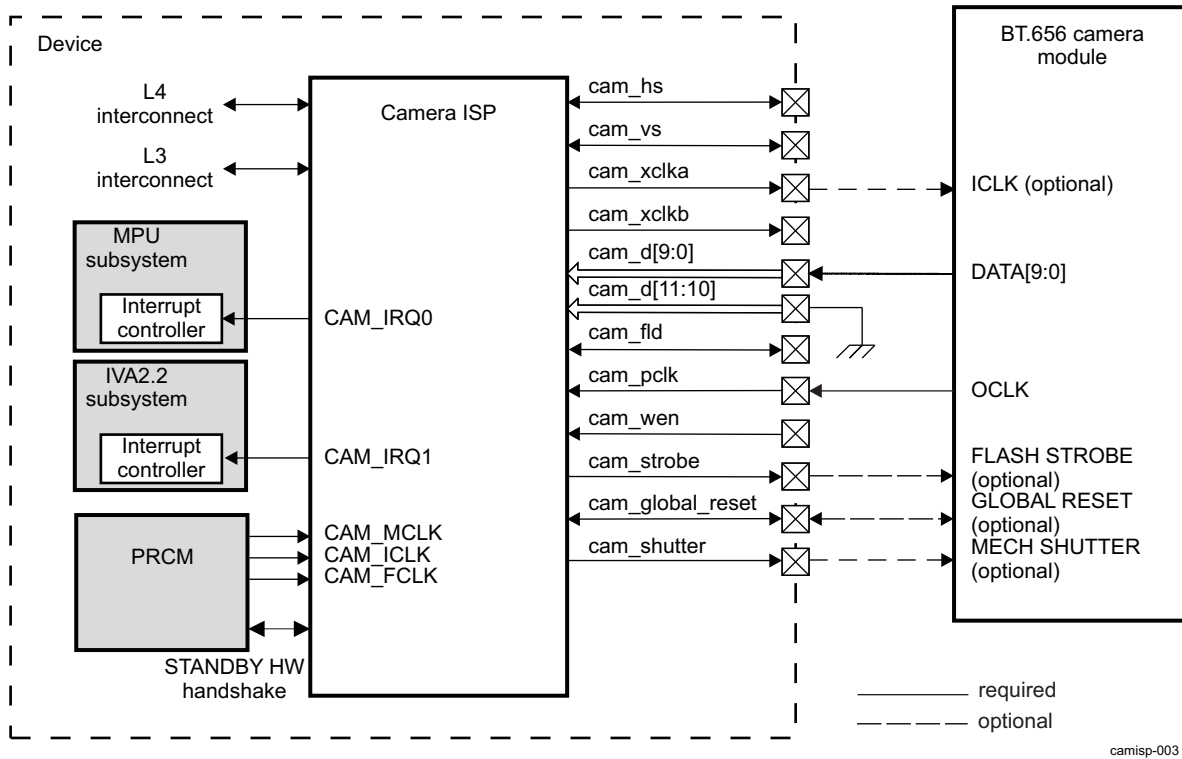 Device
L4
interconnect
L3
interconnect
MPU
subsystem
Interrupt
controller
IVA2.2
subsystem
Interrupt
controller
PRCM
STANDBY HW
handshake
Camera ISP
CAM_IRQ0
CAM_IRQ1
CAM_MCLK
CAM_ICLK
CAM_FCLK
cam_hs
cam_vs
cam_xclka
cam_xclkb
cam_d[9:0]
cam_d[11:10]
cam_fld
cam_pclk
cam_wen
cam_strobe
cam_global_reset
cam_shutter
BT.656 camera
module
ICLK (optional)
DATA[9:0]
OCLK
FLASH STROBE
(optional)
GLOBAL RESET
(optional)
MECH SHUTTER
(optional)
required
optional
camisp-003